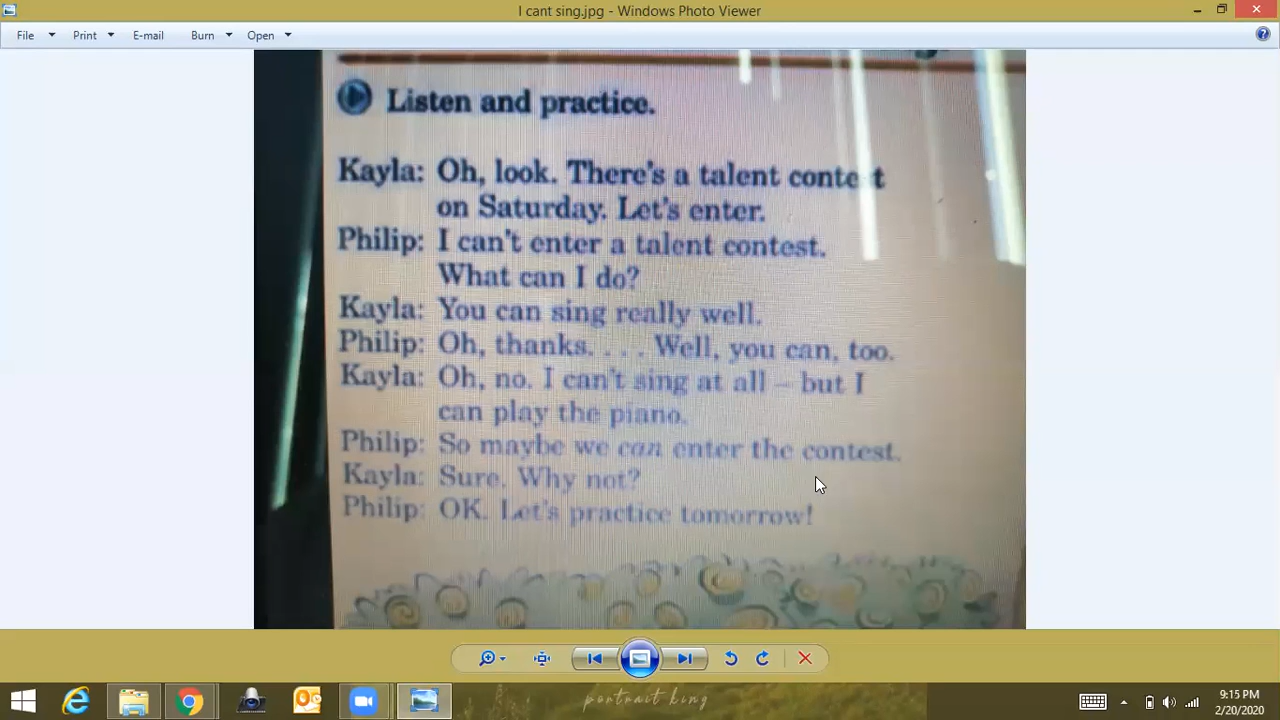 I cant sing.jpg - Windows Photo Viewer
File Print E-mail Burn Open
Listen and practice.
Kayla: Oh, look. There's a talent contest
on Saturday. Let's enter.
Philip: I can't enter a talent contest.
What can I do?
Kayla: You can sing really well.
Philip: Oh, thanks. . . . Well, you can, too.
Kayla: Oh, no. I can't sing at all – but I
can play the piano.
Philip: So maybe we can enter the contest.
Kayla: Sure. Why not?
Philip: OK. Let's practice tomorrow!
portrait king
9:15 PM
2/20/2020